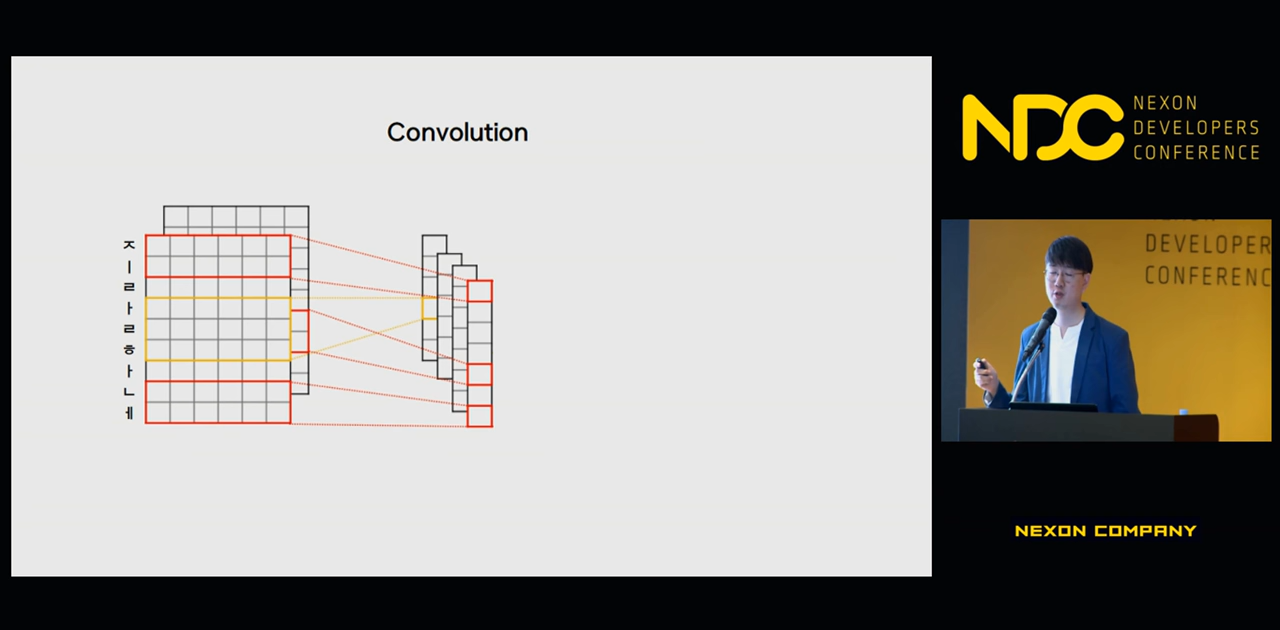 Convolution
ㅈ
ㅣ
ㄹ
ㅏ
ㄹ
ㅎ
ㅏ
ㄴ
ㅔ
NDC
NEXON
DEVELOPERS
CONFERENCE
DEVELOPER
CONFERENC
NEXON COMPANY